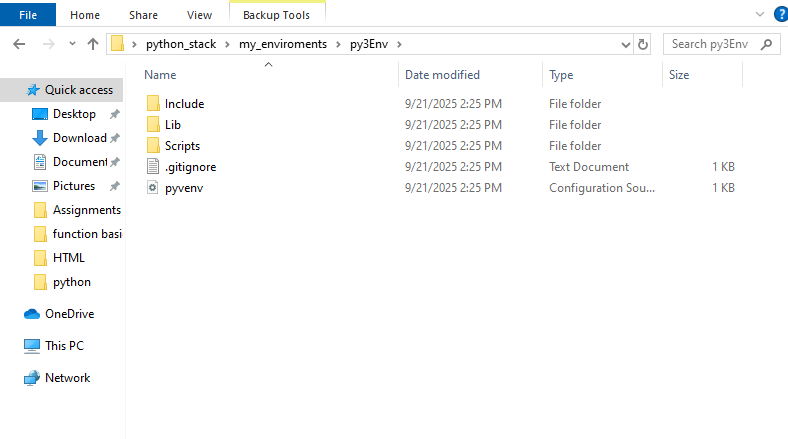 File Home Share View Backup Tools
python_stack my_enviroments py3Env Search py3Env
Name Date modified Type Size
Quick access
Desktop
Download
Document
Pictures
Assignments
function basi
HTML
python
OneDrive
This PC
Network
Include 9/21/2025 2:25 PM File folder
Lib 9/21/2025 2:25 PM File folder
Scripts 9/21/2025 2:25 PM File folder
.gitignore 9/21/2025 2:25 PM Text Document 1 KB
pyvenv 9/21/2025 2:25 PM Configuration Sou... 1 KB